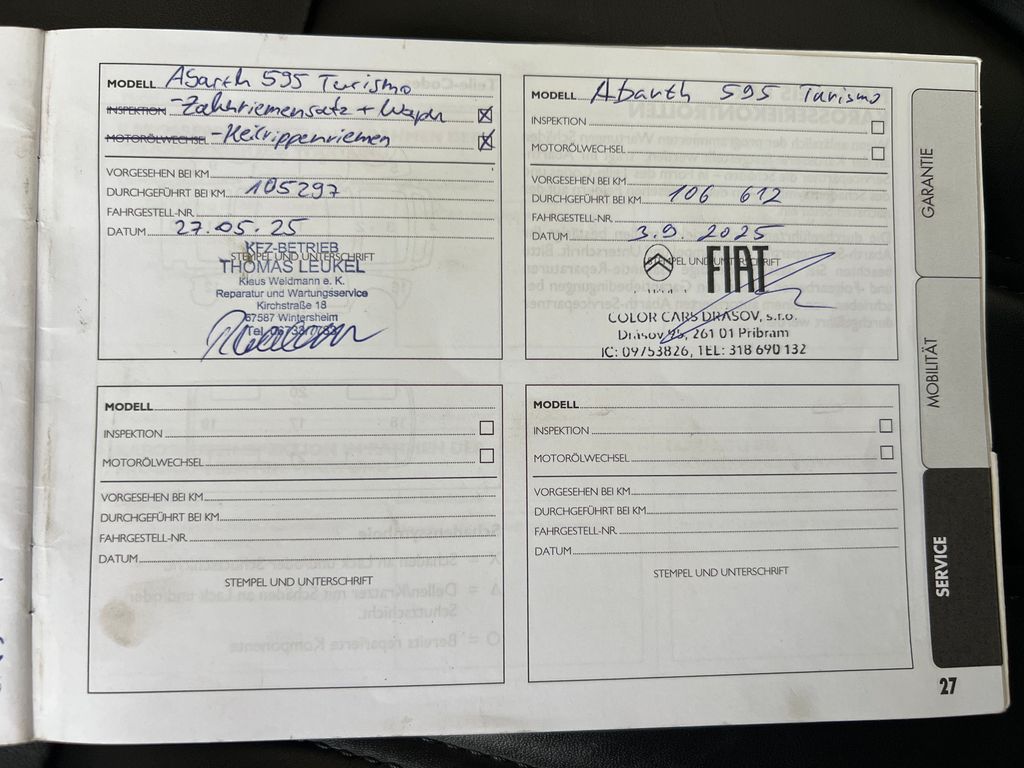 MODELL Abarth 595 Turismo
INSPEKTION -Zahnriemensatz + Wapu ☒
MOTORÖLWECHSEL -Keilrippenriemen ☒
VORGESEHEN BEI KM
DURCHGEFÜHRT BEI KM 105297
FAHRGESTELL-NR.
DATUM 27.05.25
STEMPEL UND UNTERSCHRIFT
KFZ-BETRIEB
THOMAS LEUKEL
Klaus Weidmann e. K.
Reparatur und Wartungsservice
Kirchstraße 18
67587 Wintersheim
Tel.
MODELL Abarth 595 Turismo
INSPEKTION ☐
MOTORÖLWECHSEL ☐
VORGESEHEN BEI KM
DURCHGEFÜHRT BEI KM 106 612
FAHRGESTELL-NR.
DATUM 3.9.2025
STEMPEL UND UNTERSCHRIFT
FIAT
COLOR CARS DRASOV, s.r.o.
Drásov 95, 261 01 Pribram
IC: 09753826, TEL: 318 690 132
MODELL
INSPEKTION ☐
MOTORÖLWECHSEL ☐
VORGESEHEN BEI KM
DURCHGEFÜHRT BEI KM
FAHRGESTELL-NR.
DATUM
STEMPEL UND UNTERSCHRIFT
MODELL
INSPEKTION ☐
MOTORÖLWECHSEL ☐
VORGESEHEN BEI KM
DURCHGEFÜHRT BEI KM
FAHRGESTELL-NR.
DATUM
STEMPEL UND UNTERSCHRIFT
GARANTIE
MOBILITÄT
SERVICE
27